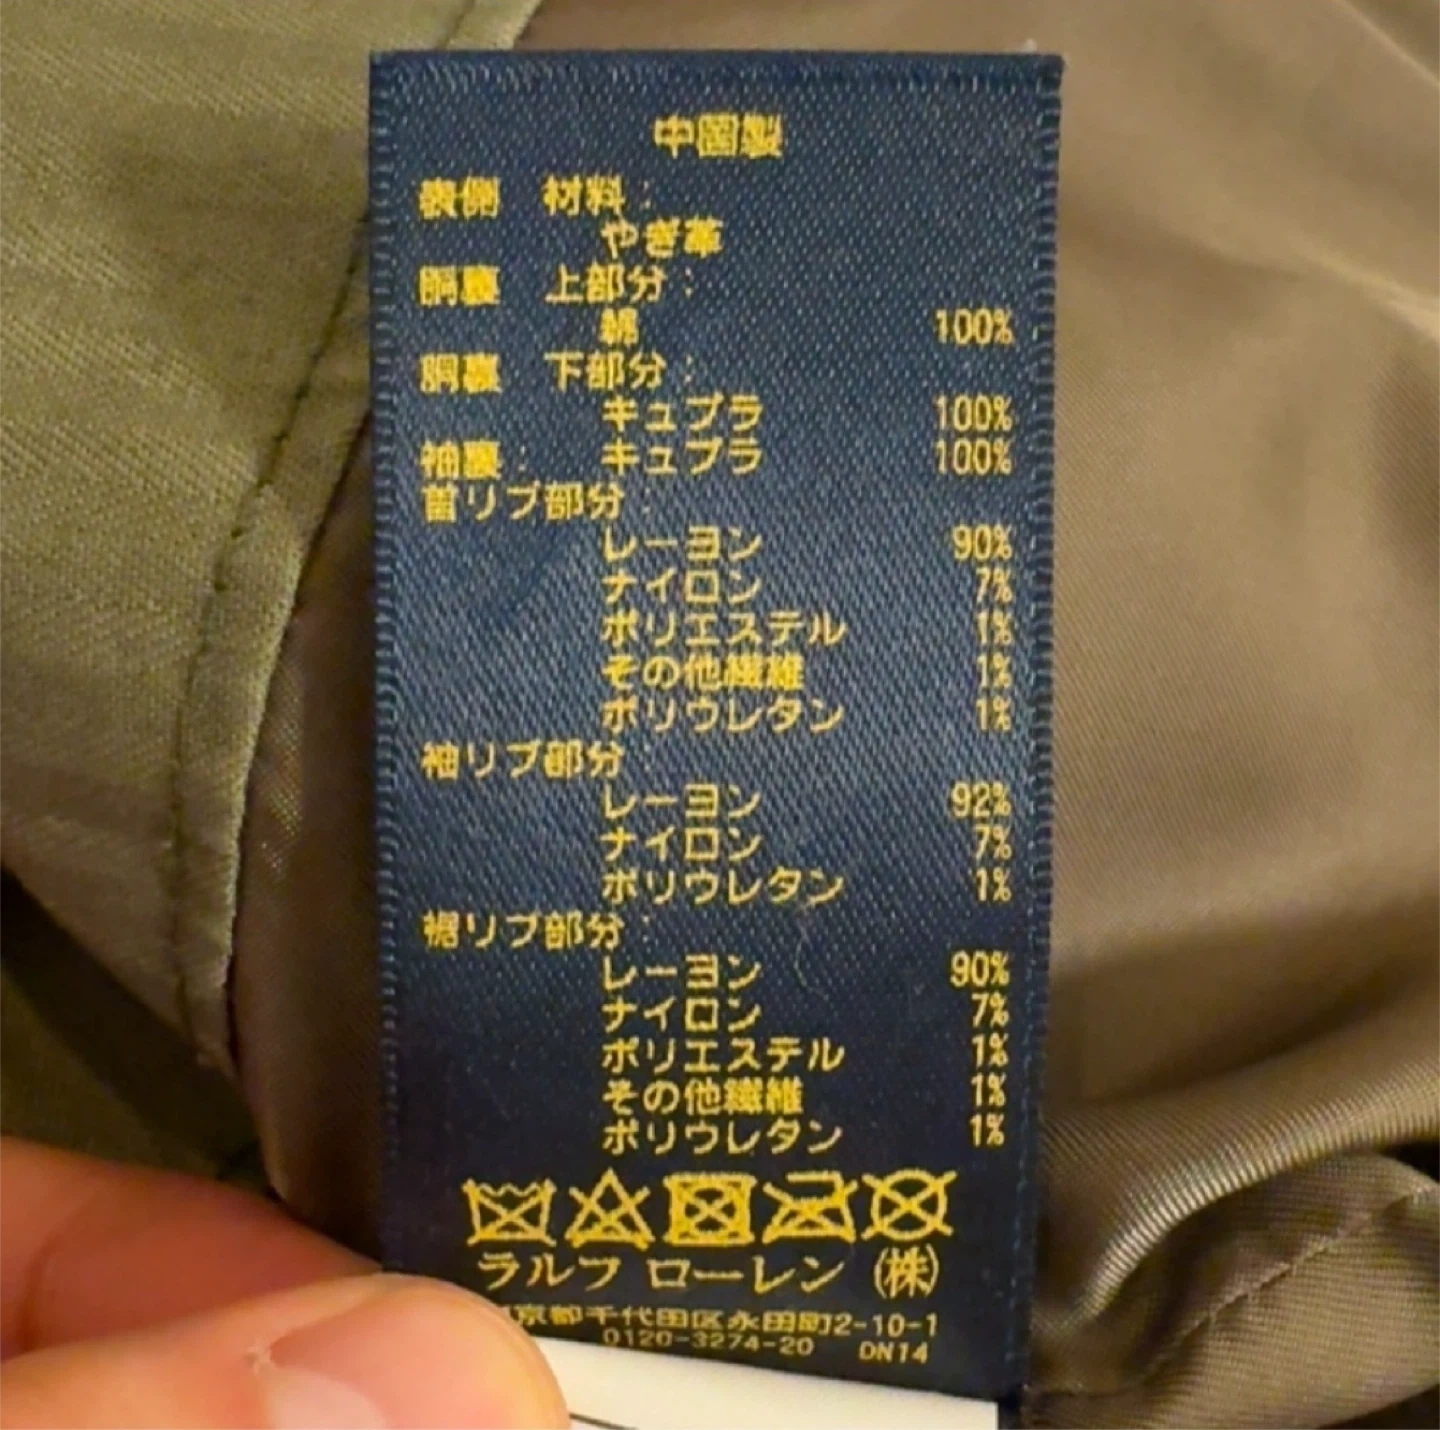 中国製
表側 材料:
やぎ革
胴裏 上部分:
綿 100%
胴裏 下部分:
キュプラ 100%
袖裏: キュプラ 100%
首リブ部分:
レーヨン 90%
ナイロン 7%
ポリエステル 1%
その他繊維 1%
ポリウレタン 1%
袖リブ部分:
レーヨン 92%
ナイロン 7%
ポリウレタン 1%
裾リブ部分:
レーヨン 90%
ナイロン 7%
ポリエステル 1%
その他繊維 1%
ポリウレタン 1%
ラルフ ローレン (株)
京都千代田区永田町2-10-1
0120-3274-20 DN14